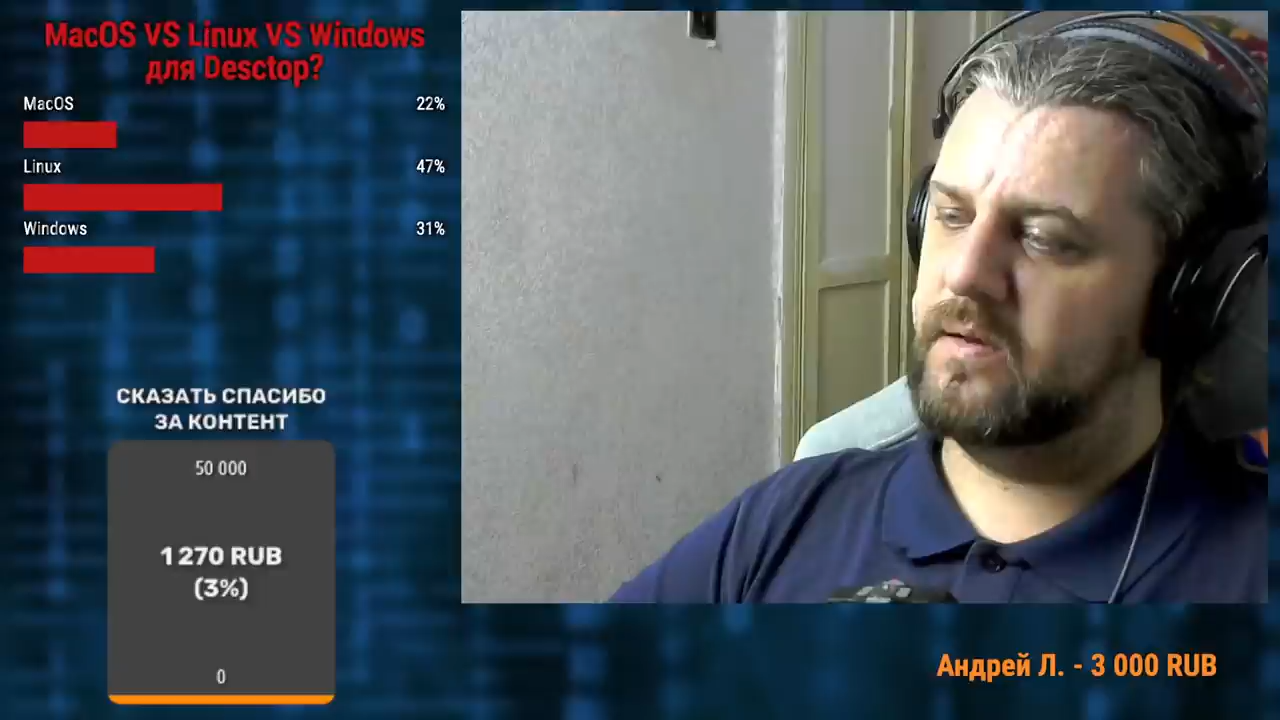 MacOS VS Linux VS Windows
для Desctop?
MacOS 22%
Linux 47%
Windows 31%
СКАЗАТЬ СПАСИБО
ЗА КОНТЕНТ
50 000
1 270 RUB
(3%)
0
Андрей Л. - 3 000 RUB